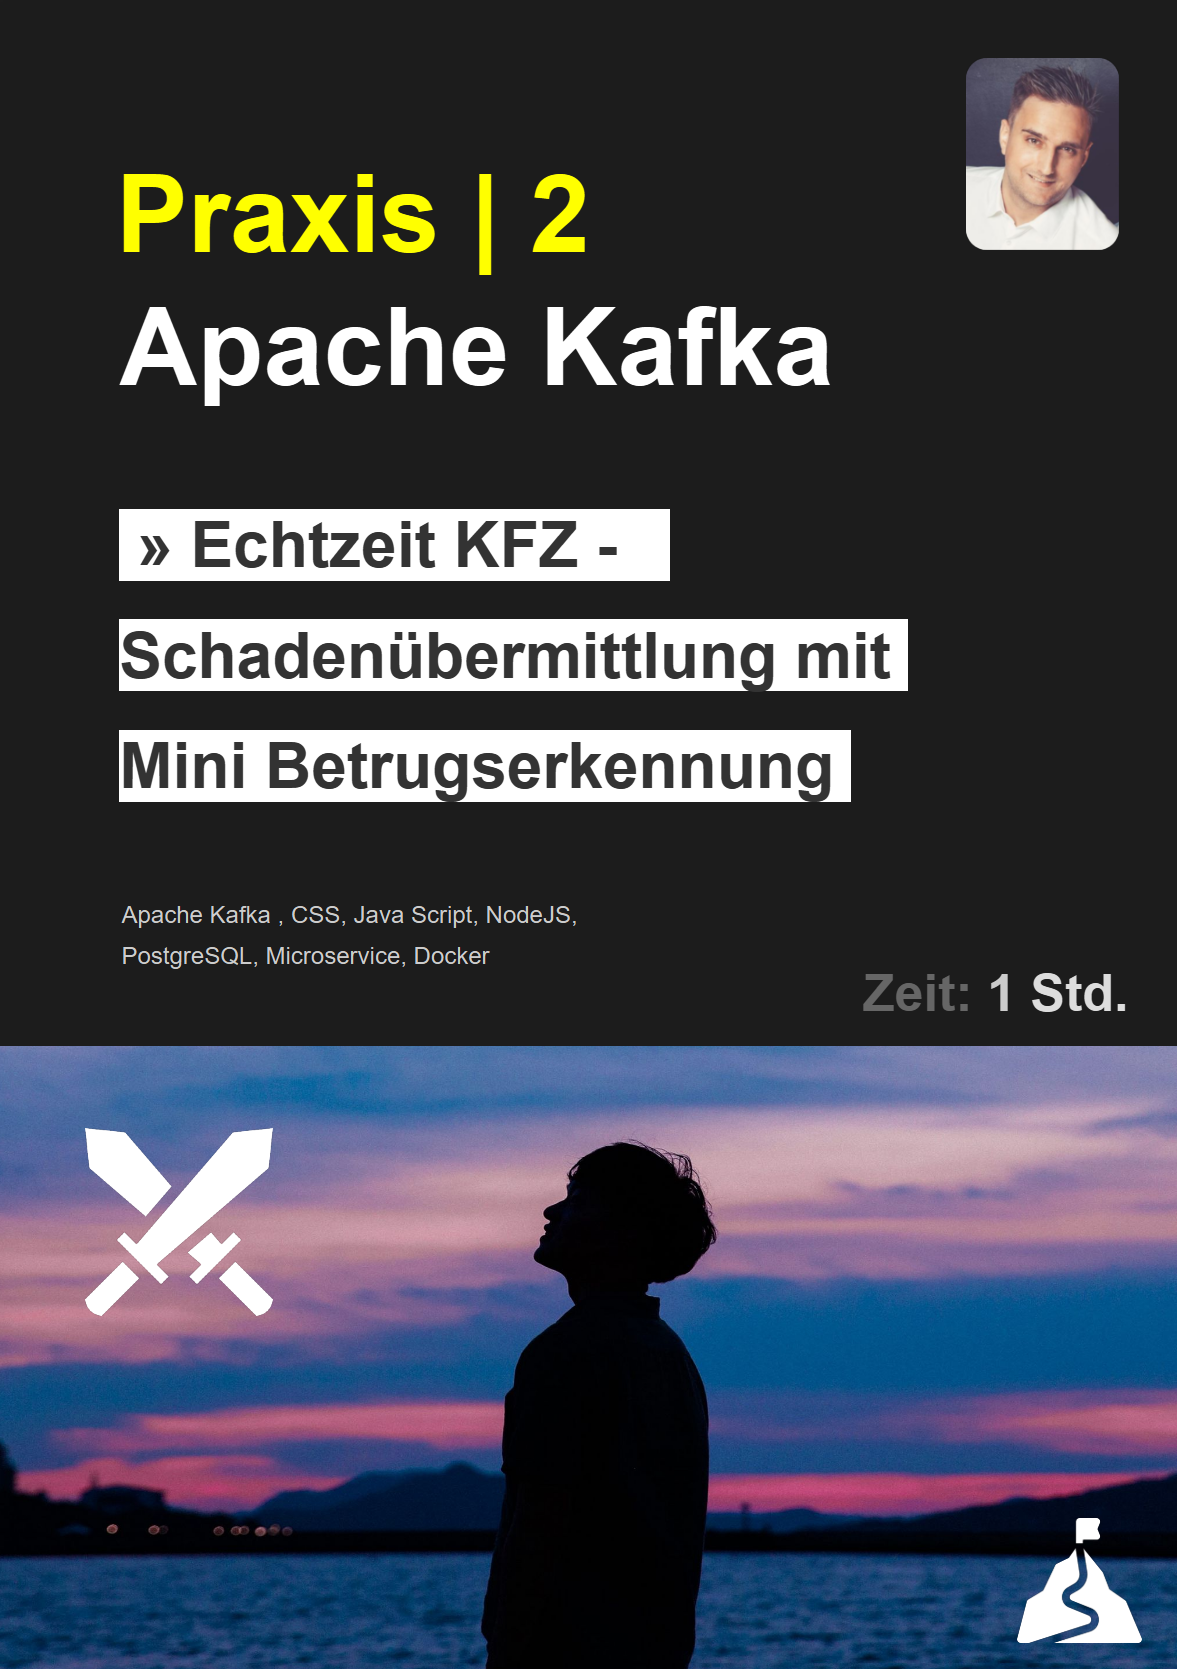 Praxis | 2
Apache Kafka
» Echtzeit KFZ -
Schadenübermittlung mit
Mini Betrugserkennung
Apache Kafka , CSS, Java Script, NodeJS,
PostgreSQL, Microservice, Docker
Zeit: 1 Std.